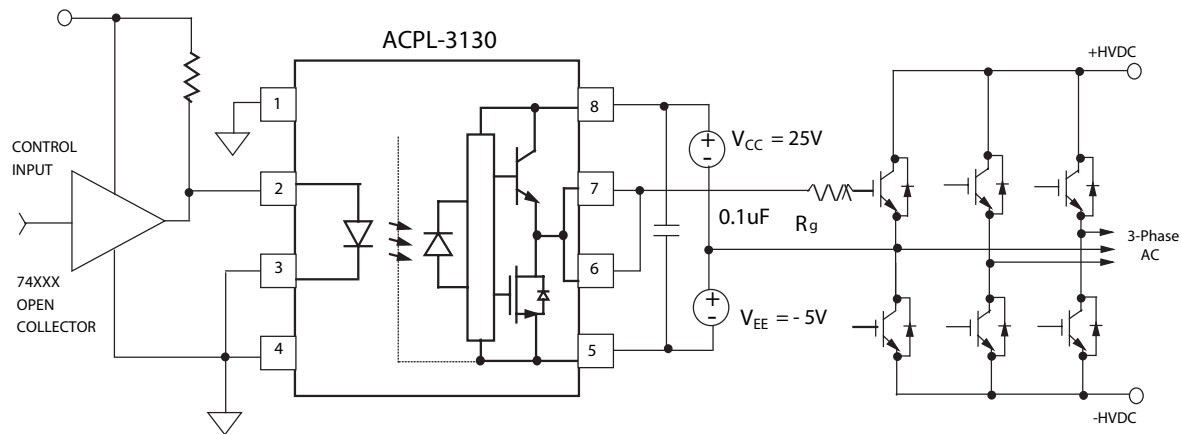 ACPL-3130
+HVDC
1
8
CONTROL
INPUT
V_CC = 25V
2
7
0.1uF
R_g
3-Phase
AC
3
6
74XXX
OPEN
COLLECTOR
V_EE = - 5V
4
5
-HVDC
+
-
+
-